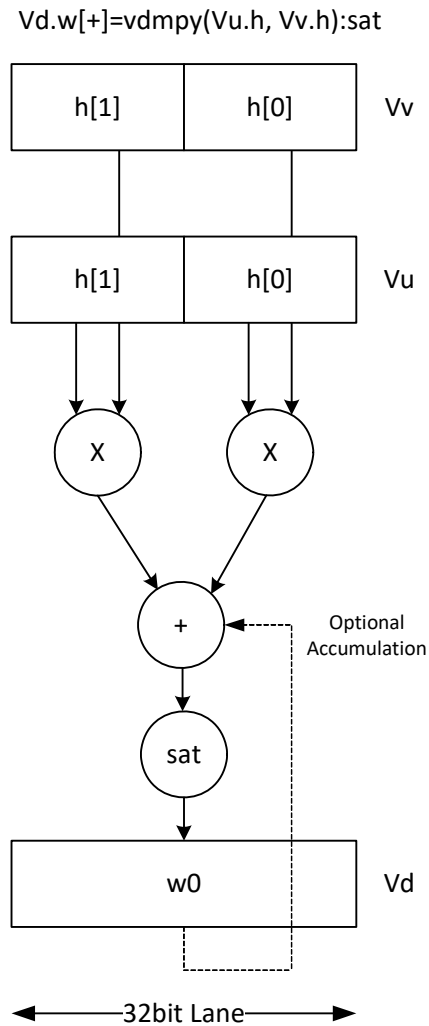 Vd.w[+]=vdmpy(Vu.h, Vv.h):sat
h[1] h[0] Vv
h[1] h[0] Vu
X X
+
Optional
Accumulation
sat
w0 Vd
32bit Lane